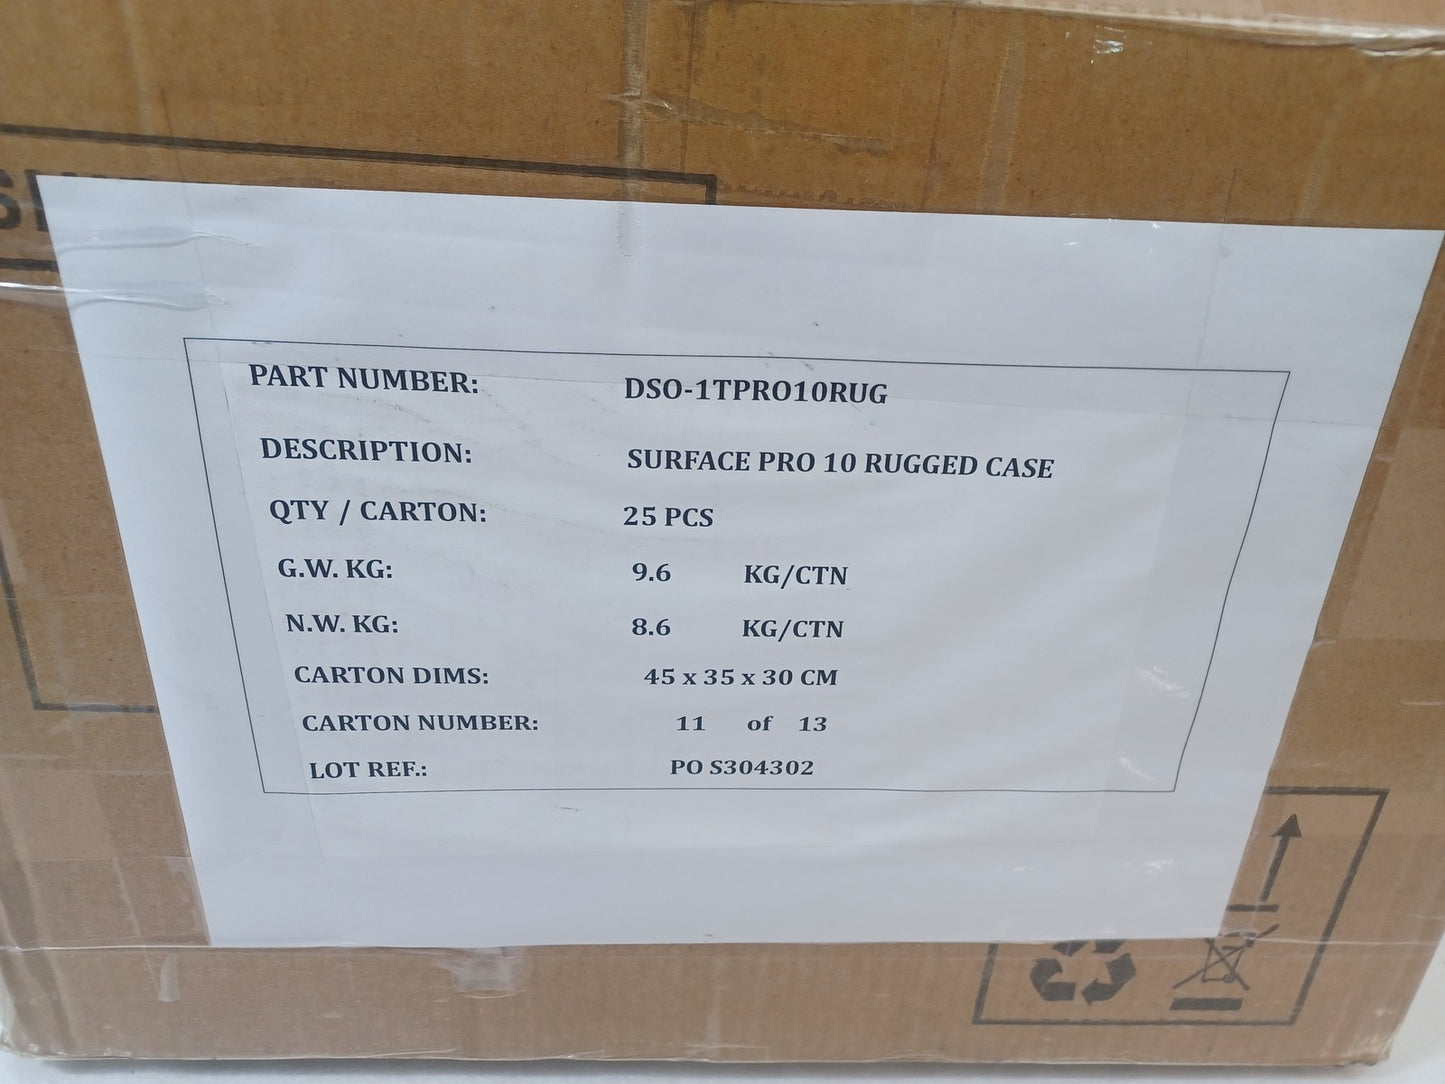 PART NUMBER: DSO-1TPRO10RUG
DESCRIPTION: SURFACE PRO 10 RUGGED CASE
QTY / CARTON: 25 PCS
G.W. KG: 9.6 KG/CTN
N.W. KG: 8.6 KG/CTN
CARTON DIMS: 45 x 35 x 30 CM
CARTON NUMBER: 11 of 13
LOT REF.: PO S304302